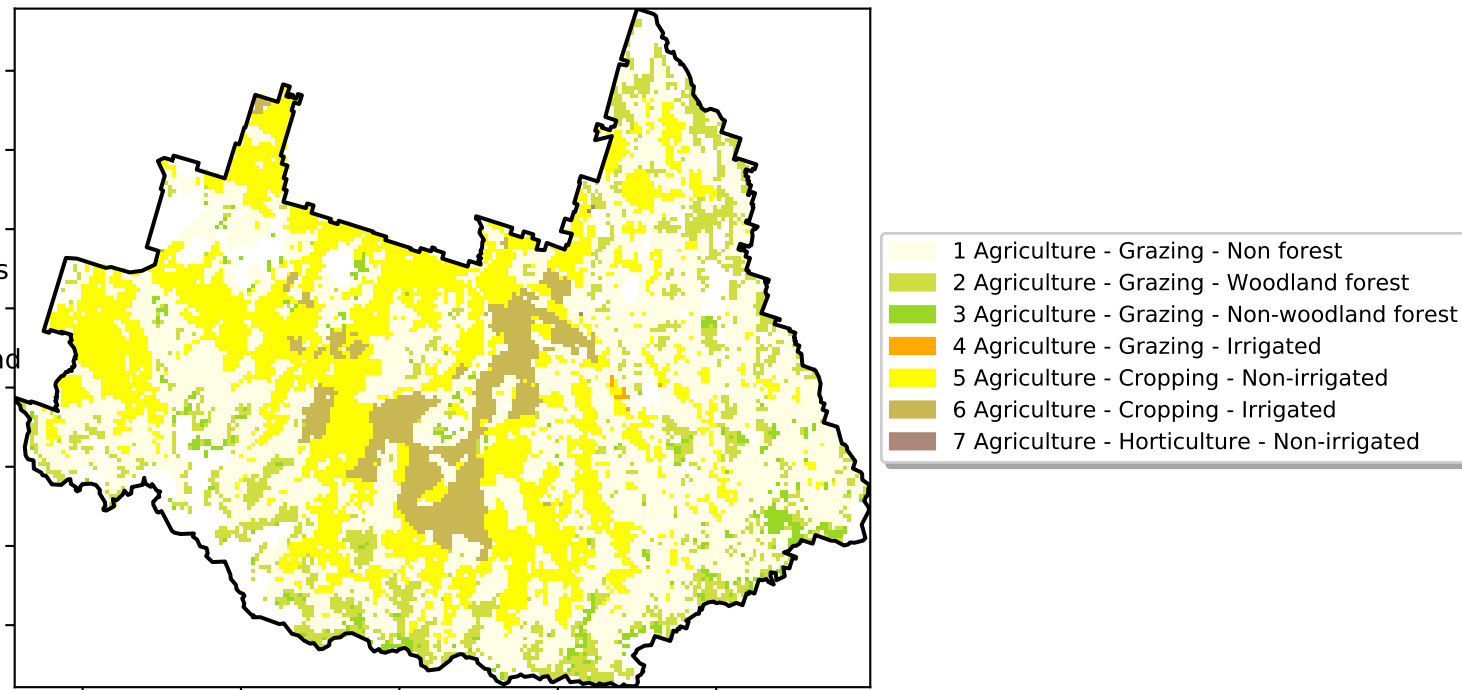 1 Agriculture - Grazing - Non forest
2 Agriculture - Grazing - Woodland forest
3 Agriculture - Grazing - Non-woodland forest
4 Agriculture - Grazing - Irrigated
5 Agriculture - Cropping - Non-irrigated
6 Agriculture - Cropping - Irrigated
7 Agriculture - Horticulture - Non-irrigated